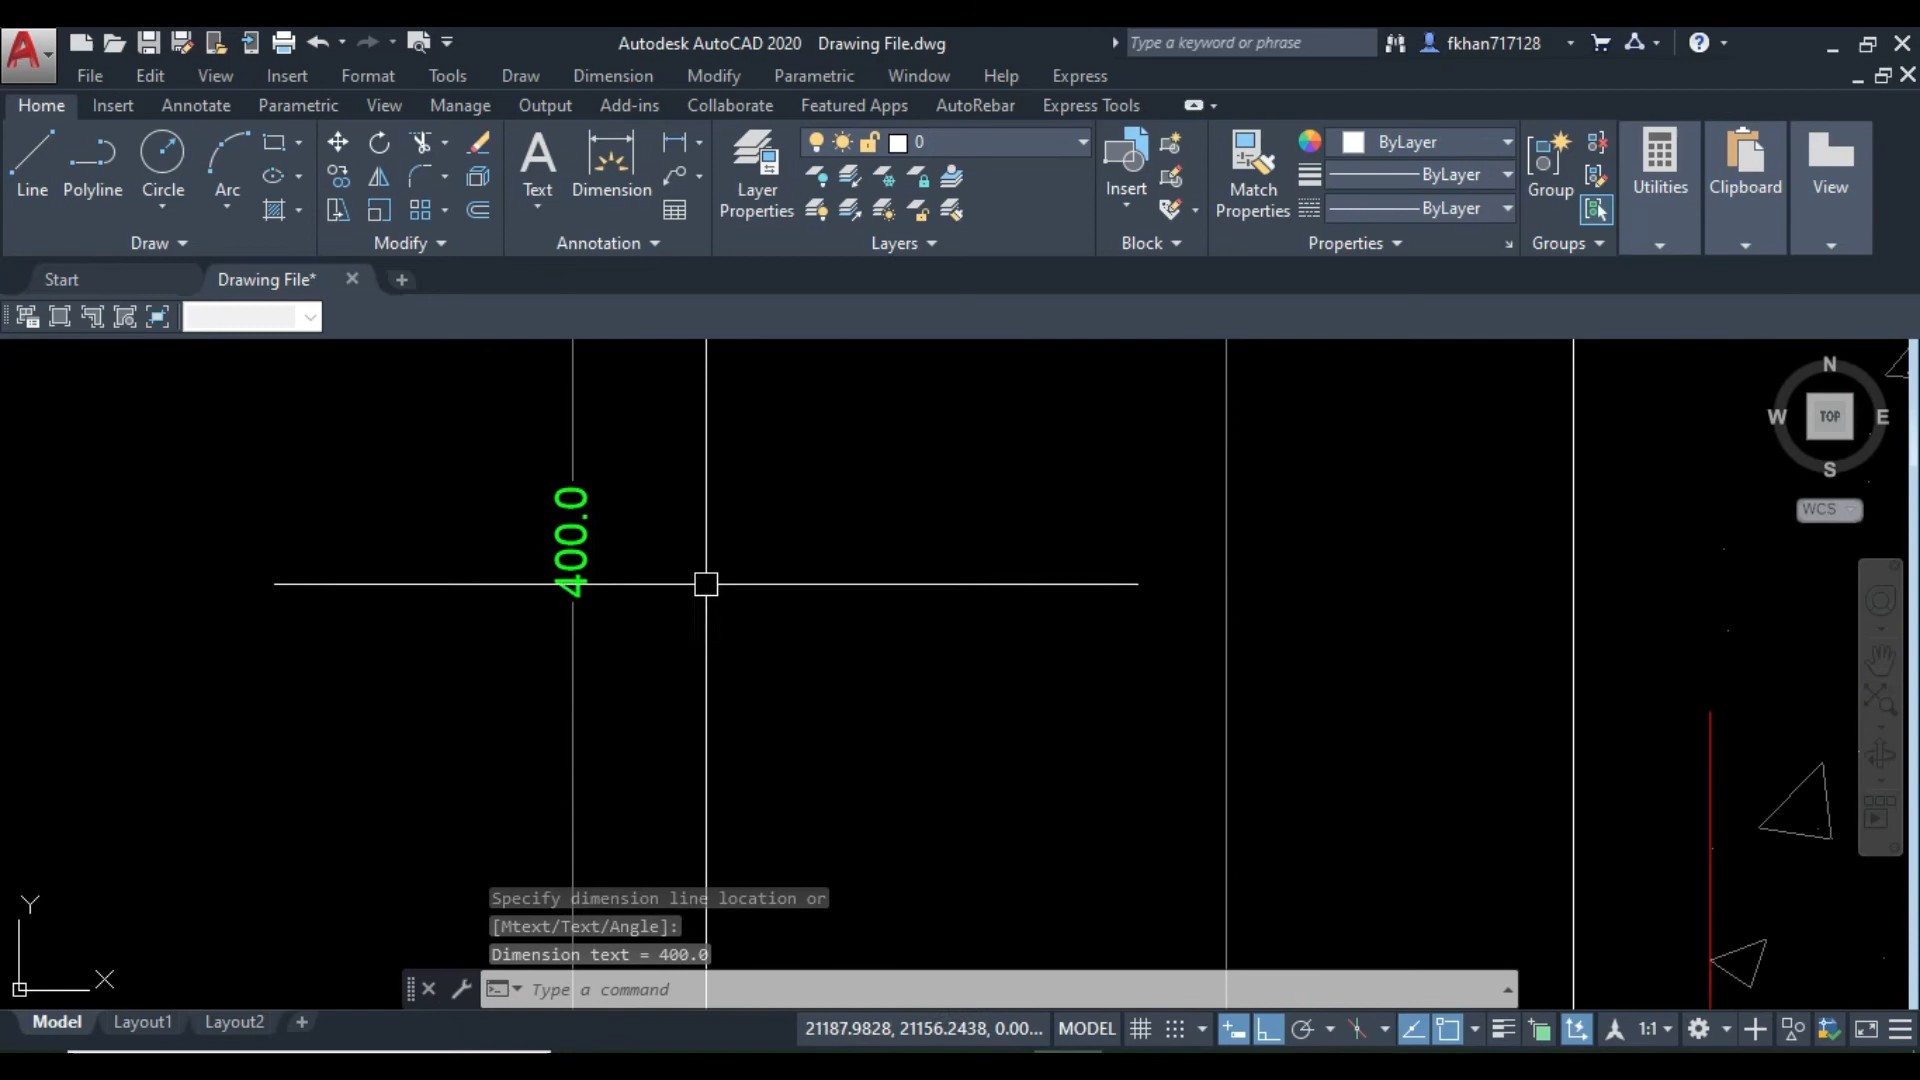 Autodesk AutoCAD 2020 Drawing File.dwg
Type a keyword or phrase
fkhan717128
File Edit View Insert Format Tools Draw Dimension Modify Parametric Window Help Express
Home Insert Annotate Parametric View Manage Output Add-ins Collaborate Featured Apps AutoRebar Express Tools
Line Polyline Circle Arc
Draw
Modify
Text Dimension
Annotation
Layer Properties
0
Layers
Insert
Block
Match Properties
ByLayer
ByLayer
ByLayer
Properties
Group
Groups
Utilities
Clipboard
View
Start Drawing File*
400.0
N
W TOP E
S
WCS
Y
X
Specify dimension line location or
[Mtext/Text/Angle]:
Dimension text = 400.0
Type a command
Model Layout1 Layout2
21187.9828, 21156.2438, 0.00... MODEL 1:1